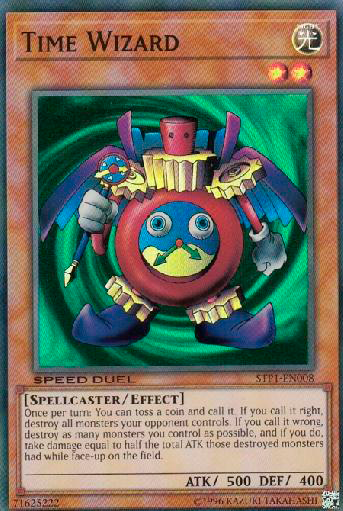 TIME WIZARD
光
SPEED DUEL
STP1-EN008
[SPELLCASTER/EFFECT]
Once per turn: You can toss a coin and call it. If you call it right,
destroy all monsters your opponent controls. If you call it wrong,
destroy as many monsters you control as possible, and if you do,
take damage equal to half the total ATK those destroyed monsters
had while face-up on the field.
ATK/ 500 DEF/ 400
71625222
©1996 KAZUKI TAKAHASHI